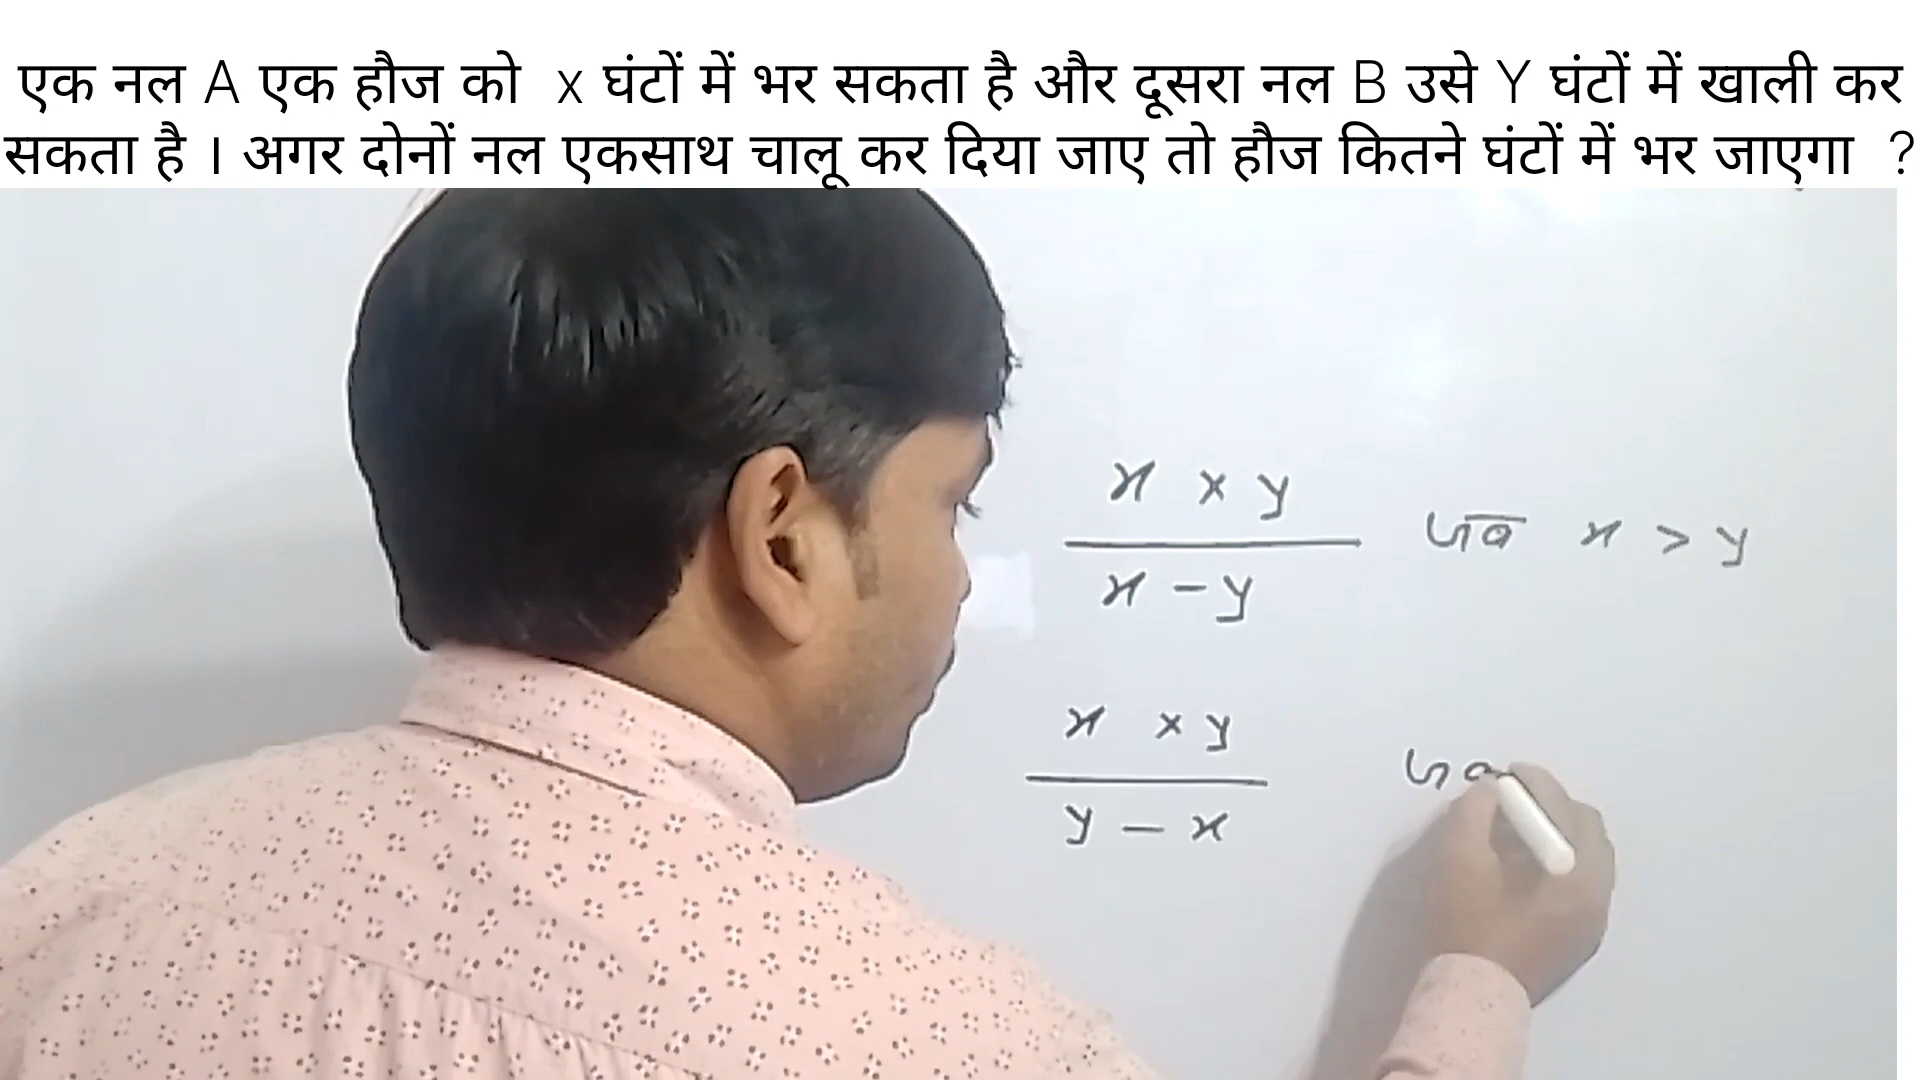 एक नल A एक हौज को x घंटों में भर सकता है और दूसरा नल B उसे Y घंटों में खाली कर
सकता है । अगर दोनों नल एकसाथ चालू कर दिया जाए तो हौज कितने घंटों में भर जाएगा ?
x × y
जब x > y
x - y
x × y
जब
y - x